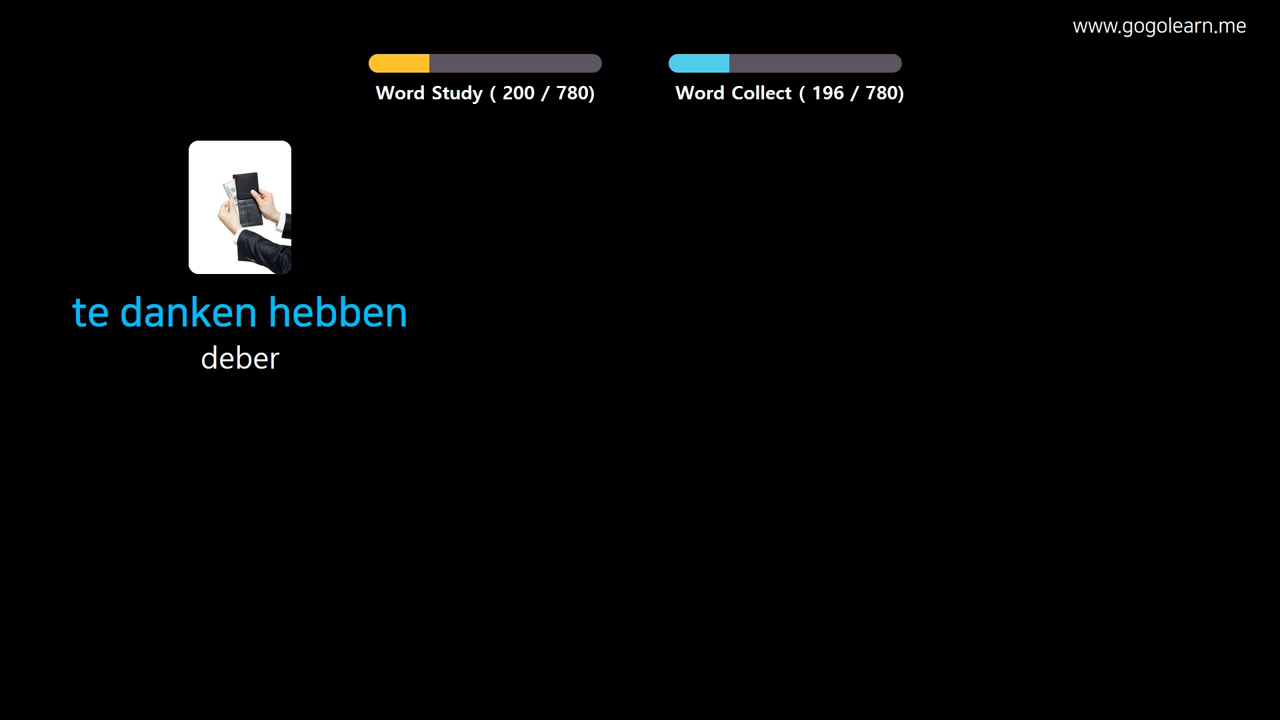 www.gogolearn.me
Word Study ( 200 / 780)
Word Collect ( 196 / 780)
te danken hebben
deber